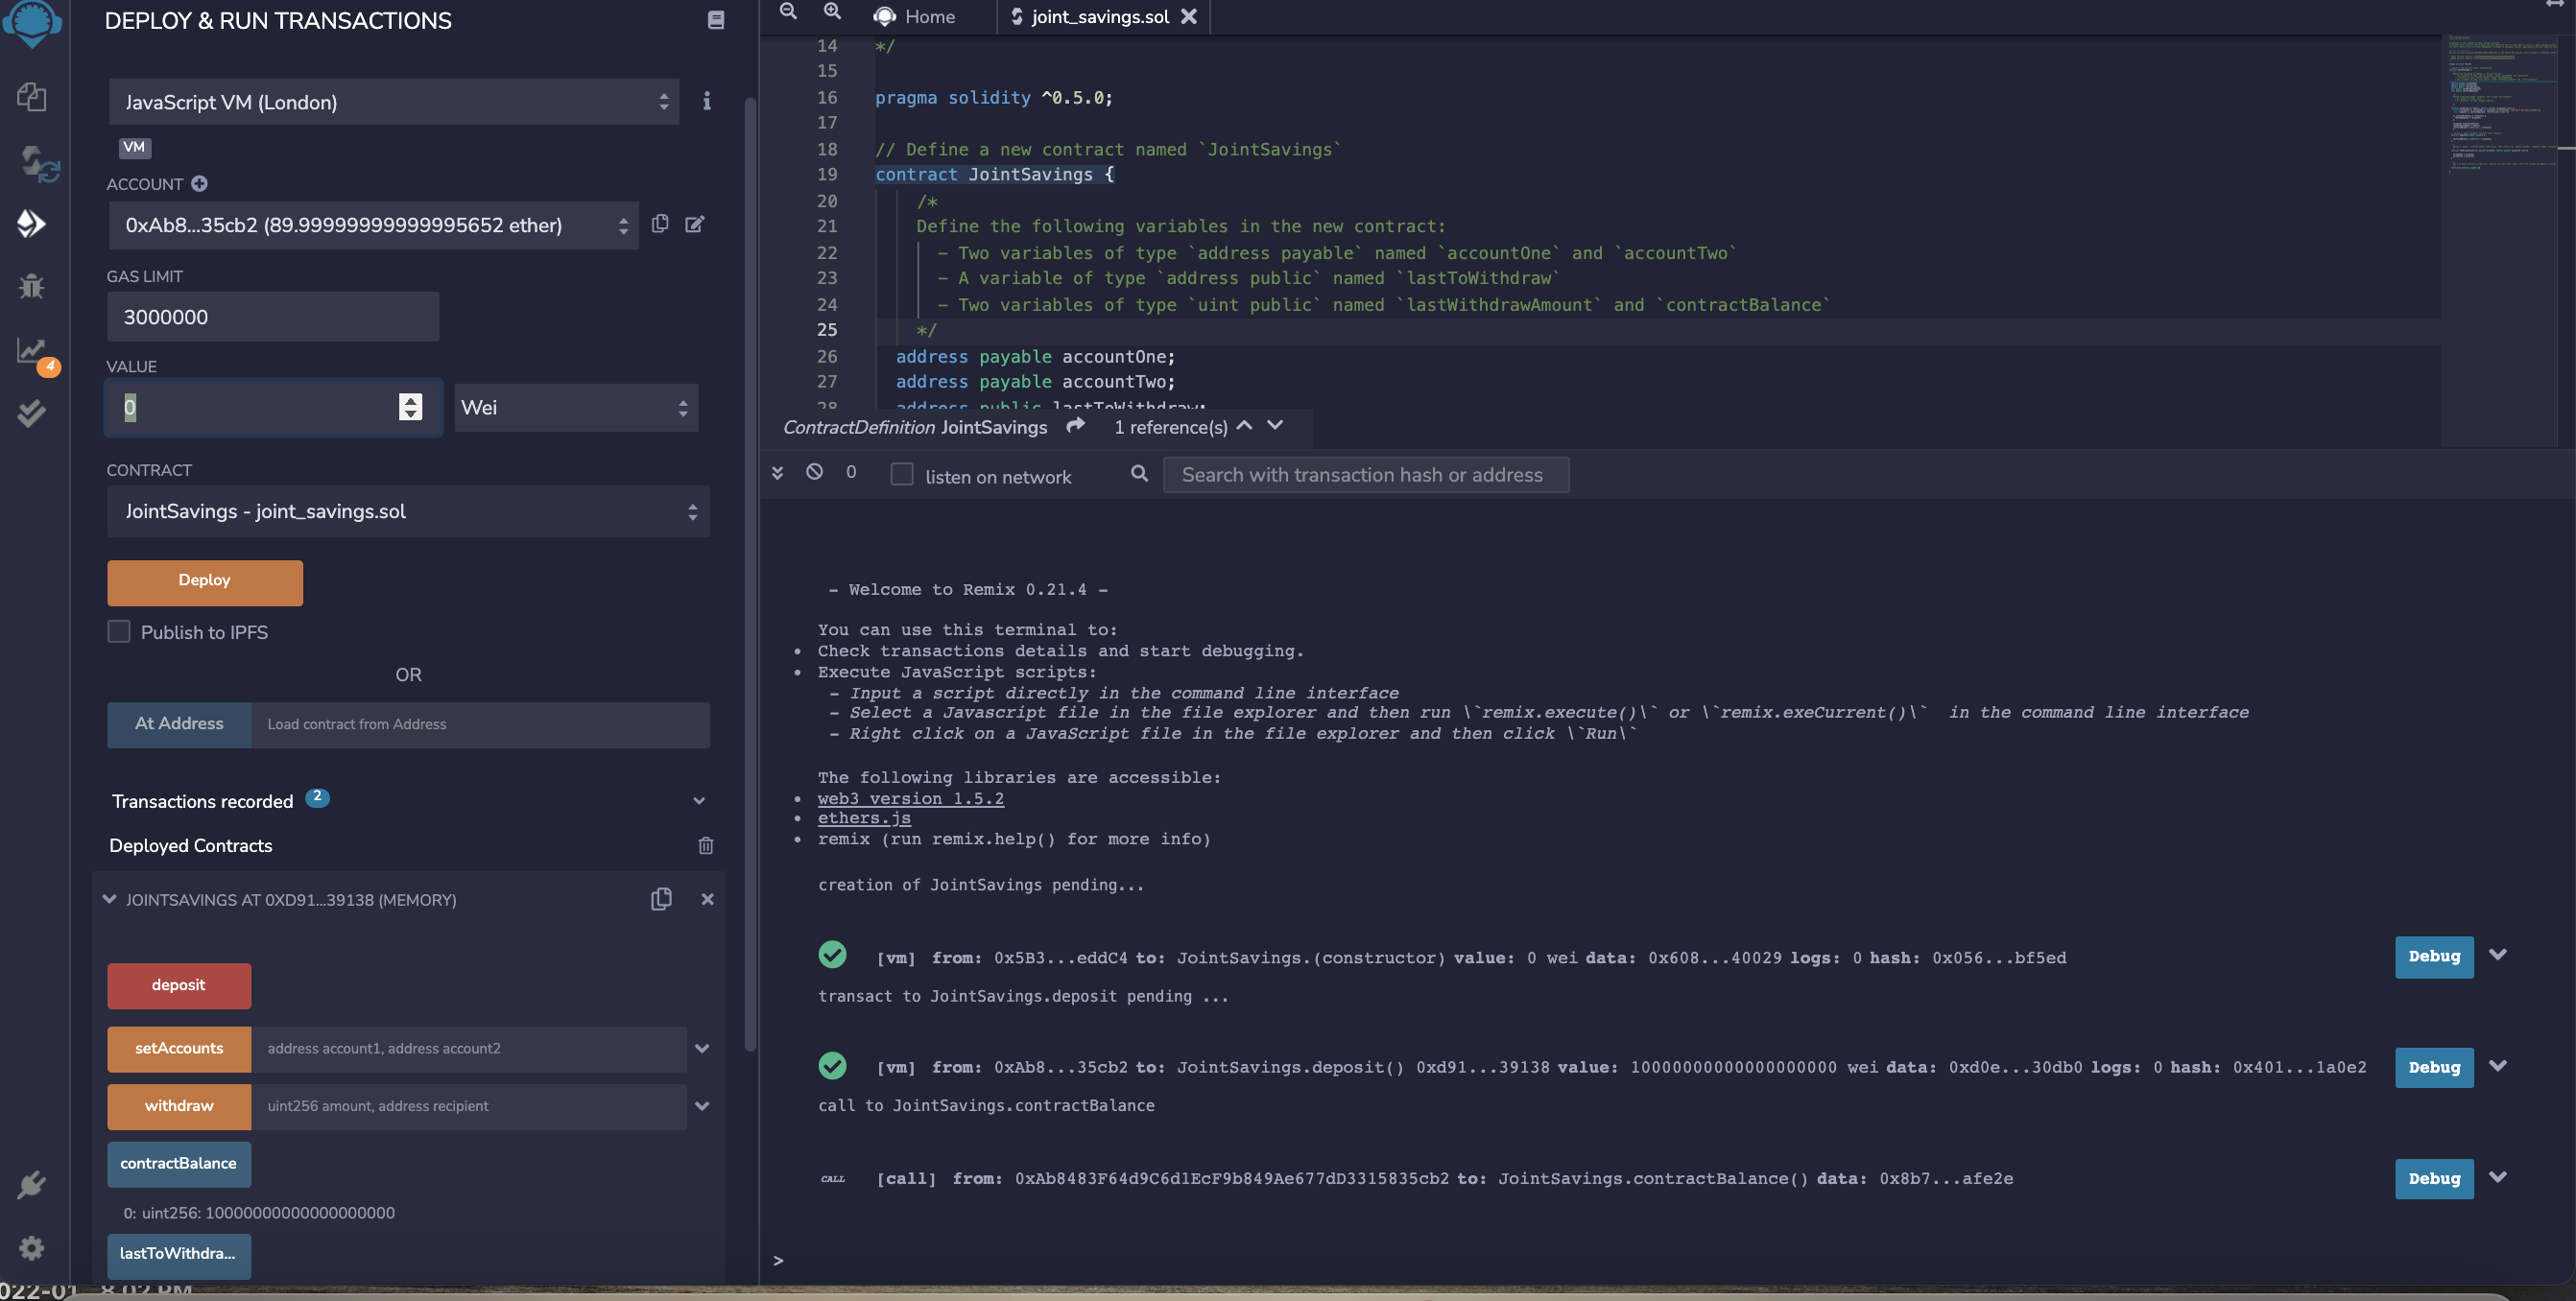 DEPLOY & RUN TRANSACTIONS
JavaScript VM (London)
VM
ACCOUNT
0xAb8...35cb2 (89.99999999999995652 ether)
GAS LIMIT
3000000
VALUE
0
Wei
CONTRACT
JointSavings - joint_savings.sol
Deploy
Publish to IPFS
OR
At Address
Load contract from Address
Transactions recorded 2
Deployed Contracts
JOINTSAVINGS AT 0XD91...39138 (MEMORY)
deposit
setAccounts address account1, address account2
withdraw uint256 amount, address recipient
contractBalance
0: uint256: 10000000000000000000
lastToWithdra...
4
Home joint_savings.sol
14 */
15
16 pragma solidity ^0.5.0;
17
18 // Define a new contract named `JointSavings`
19 contract JointSavings {
20 /*
21 Define the following variables in the new contract:
22 - Two variables of type `address payable` named `accountOne` and `accountTwo`
23 - A variable of type `address public` named `lastToWithdraw`
24 - Two variables of type `uint public` named `lastWithdrawAmount` and `contractBalance`
25 */
26 address payable accountOne;
27 address payable accountTwo;
28 address public lastToWithdraw;
ContractDefinition JointSavings 1 reference(s)
0 listen on network Search with transaction hash or address
- Welcome to Remix 0.21.4 -
You can use this terminal to:
• Check transactions details and start debugging.
• Execute JavaScript scripts:
- Input a script directly in the command line interface
- Select a Javascript file in the file explorer and then run \`remix.execute()\` or \`remix.exeCurrent()\` in the command line interface
- Right click on a JavaScript file in the file explorer and then click \`Run\`
The following libraries are accessible:
• web3 version 1.5.2
• ethers.js
• remix (run remix.help() for more info)
creation of JointSavings pending...
[vm] from: 0x5B3...eddC4 to: JointSavings.(constructor) value: 0 wei data: 0x608...40029 logs: 0 hash: 0x056...bf5ed Debug
transact to JointSavings.deposit pending ...
[vm] from: 0xAb8...35cb2 to: JointSavings.deposit() 0xd91...39138 value: 10000000000000000000 wei data: 0xd0e...30db0 logs: 0 hash: 0x401...1a0e2 Debug
call to JointSavings.contractBalance
CALL [call] from: 0xAb8483F64d9C6d1EcF9b849Ae677dD3315835cb2 to: JointSavings.contractBalance() data: 0x8b7...afe2e Debug
>
022-01 8.02 PM